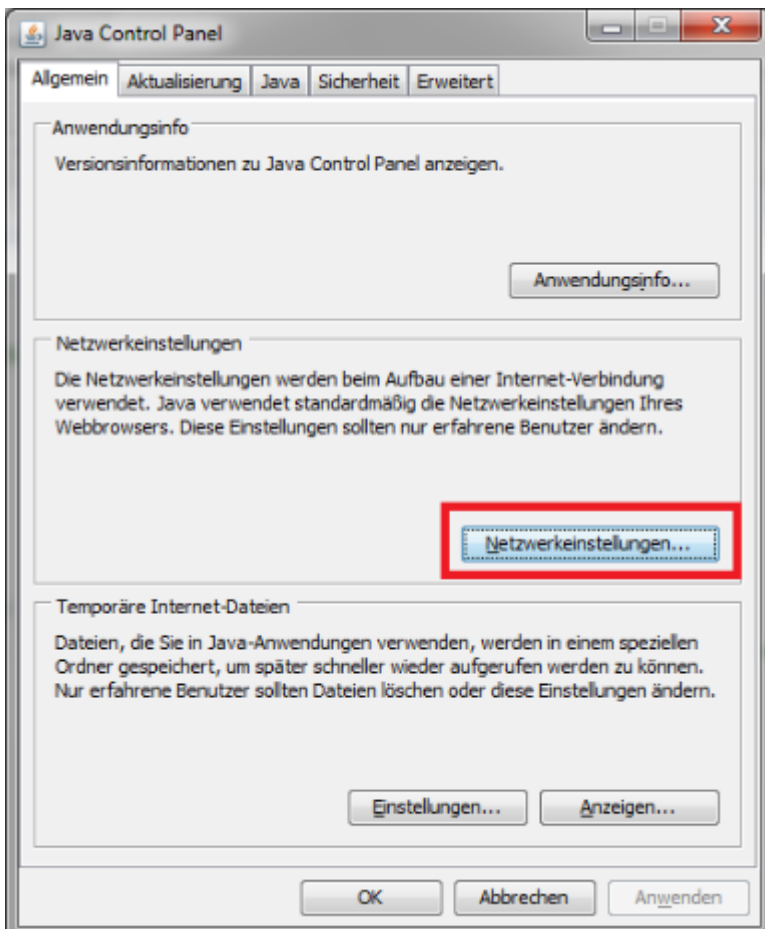 Java Control Panel
Allgemein Aktualisierung Java Sicherheit Erweitert
Anwendungsinfo
Versionsinformationen zu Java Control Panel anzeigen.
Anwendungsinfo...
Netzwerkeinstellungen
Die Netzwerkeinstellungen werden beim Aufbau einer Internet-Verbindung
verwendet. Java verwendet standardmäßig die Netzwerkeinstellungen Ihres
Webbrowsers. Diese Einstellungen sollten nur erfahrene Benutzer ändern.
Netzwerkeinstellungen...
Temporäre Internet-Dateien
Dateien, die Sie in Java-Anwendungen verwenden, werden in einem speziellen
Ordner gespeichert, um später schneller wieder aufgerufen werden zu können.
Nur erfahrene Benutzer sollten Dateien löschen oder diese Einstellungen ändern.
Einstellungen... Anzeigen...
OK Abbrechen Anwenden